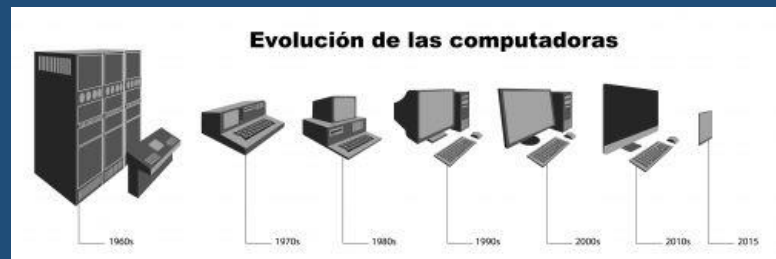 Evolución de las computadoras
1960s
1970s
1980s
1990s
2000s
2010s
2015